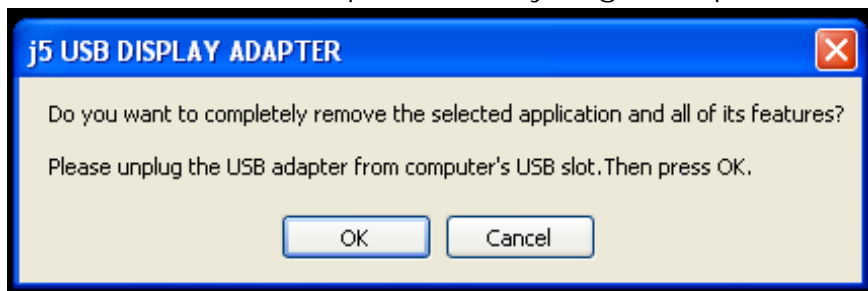 j5 USB DISPLAY ADAPTER
Do you want to completely remove the selected application and all of its features?
Please unplug the USB adapter from computer's USB slot.Then press OK.
OK
Cancel